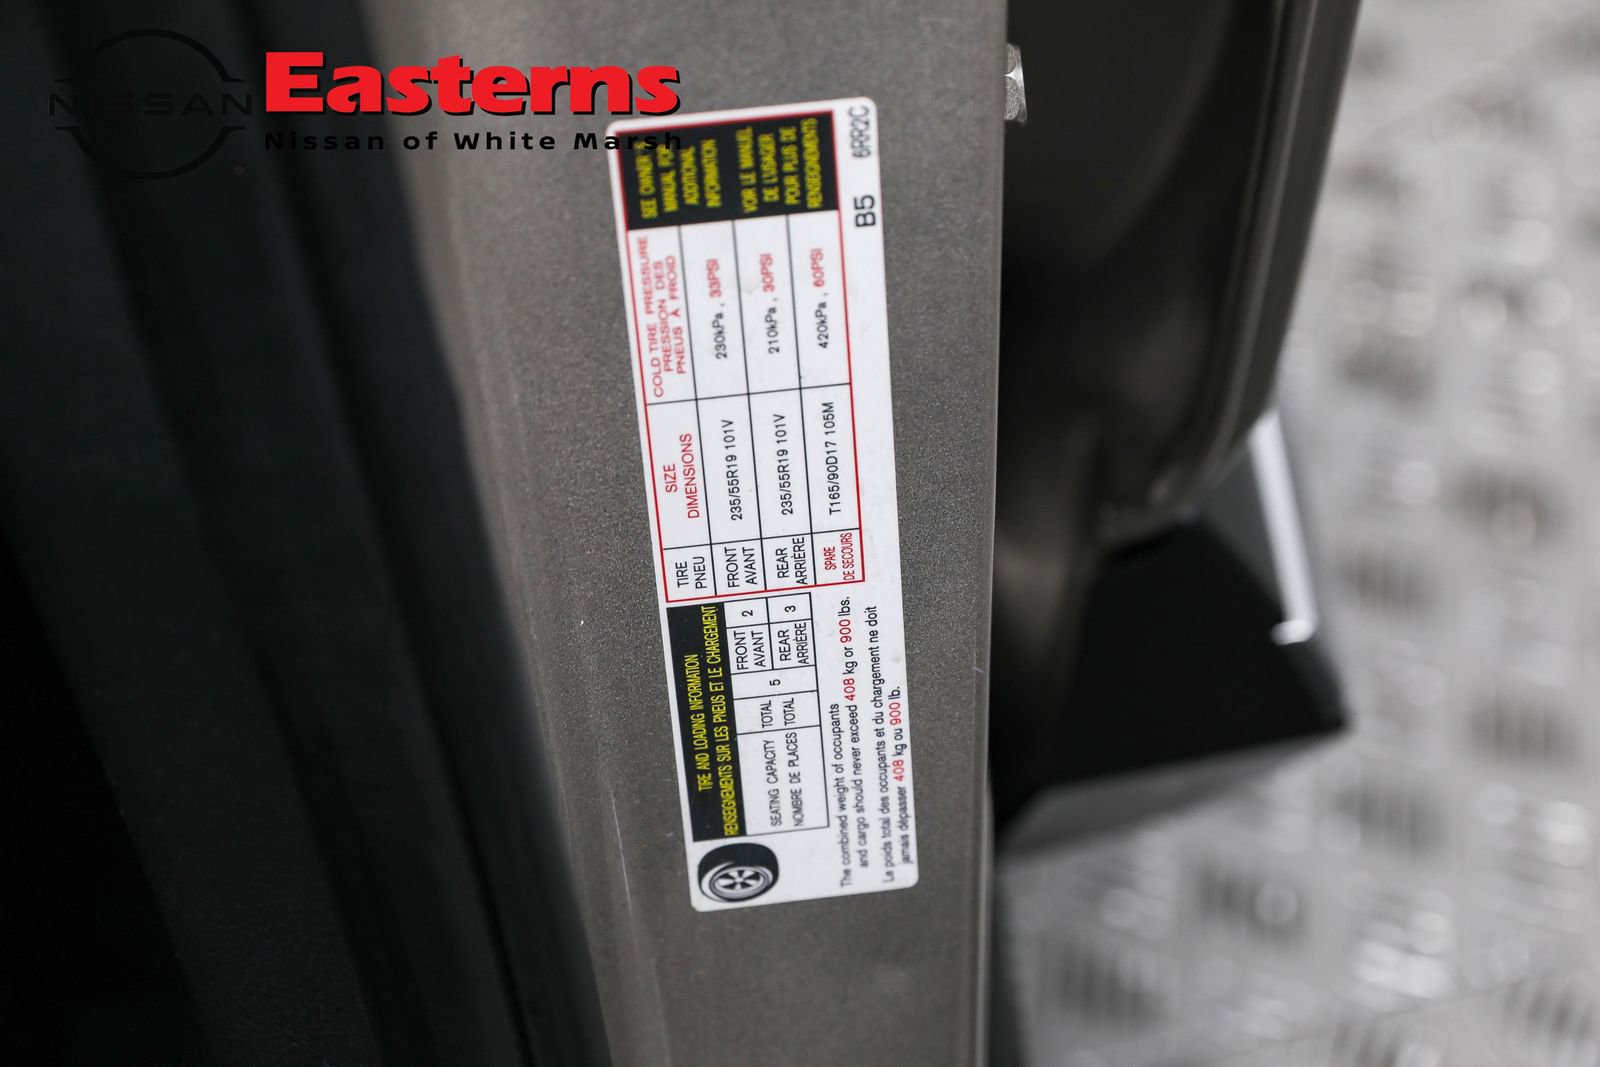 NISSAN
®
Easterns
Nissan of White Marsh
TIRE AND LOADING INFORMATION
RENSEIGNEMENTS SUR LES PNEUS ET LE CHARGEMENT
SEATING CAPACITY
NOMBRE DE PLACES
TOTAL
TOTAL
5
FRONT
AVANT
2
REAR
ARRIÈRE
3
The combined weight of occupants
and cargo should never exceed 408 kg or 900 lbs.
Le poids total des occupants et du chargement ne doit
jamais dépasser 408 kg ou 900 lb.
TIRE
PNEU
SIZE
DIMENSIONS
COLD TIRE PRESSURE
PRESSION DES
PNEUS À FROID
FRONT
AVANT
235/55R19 101V
230kPa , 33PSI
REAR
ARRIÈRE
235/55R19 101V
210kPa , 30PSI
SPARE
DE SECOURS
T165/90D17 105M
420kPa , 60PSI
SEE OWNER
MANUAL FOR
ADDITIONAL
INFORMATION
VOIR LE MANUEL
DE L'USAGER
POUR PLUS DE
RENSEIGNEMENTS
B5 6RR2C